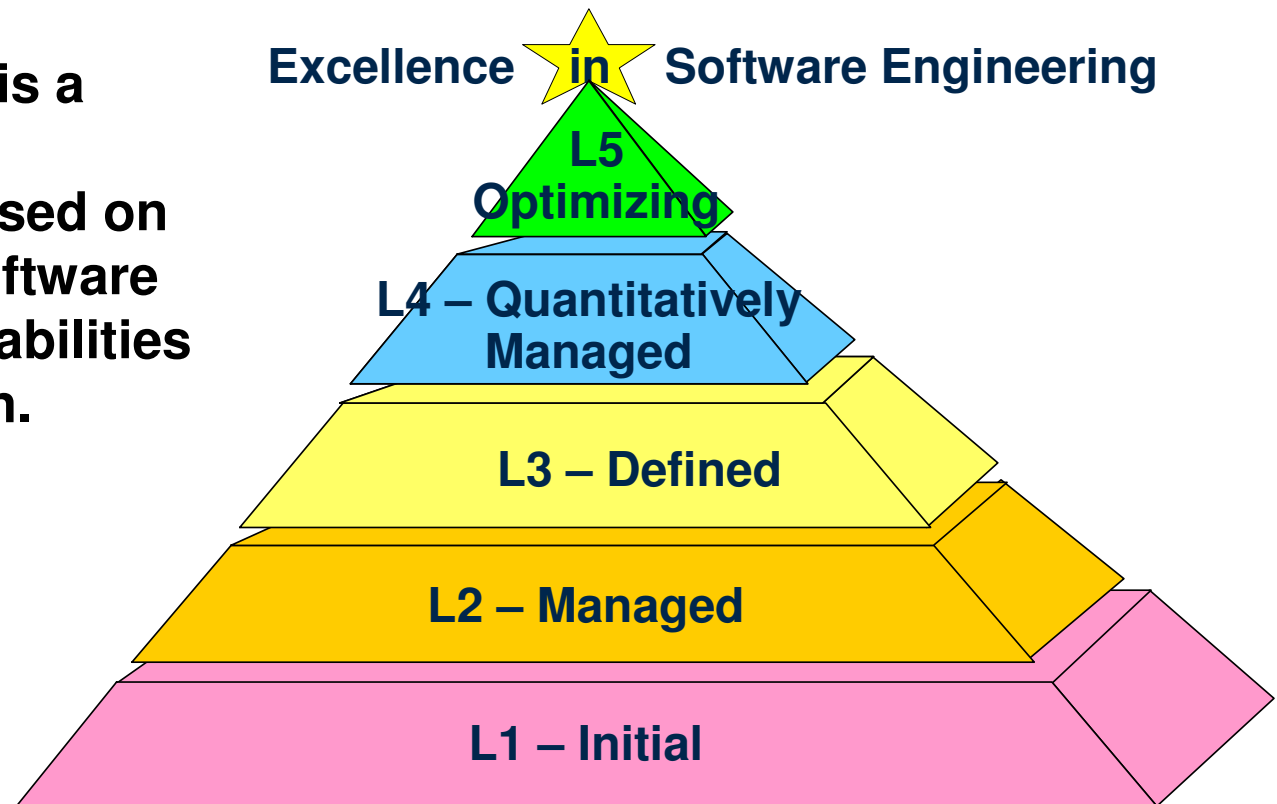 Excellence in Software Engineering
is a
sed on
ftware
abilities
n.
L5
Optimizing
L4 – Quantitatively
Managed
L3 – Defined
L2 – Managed
L1 – Initial